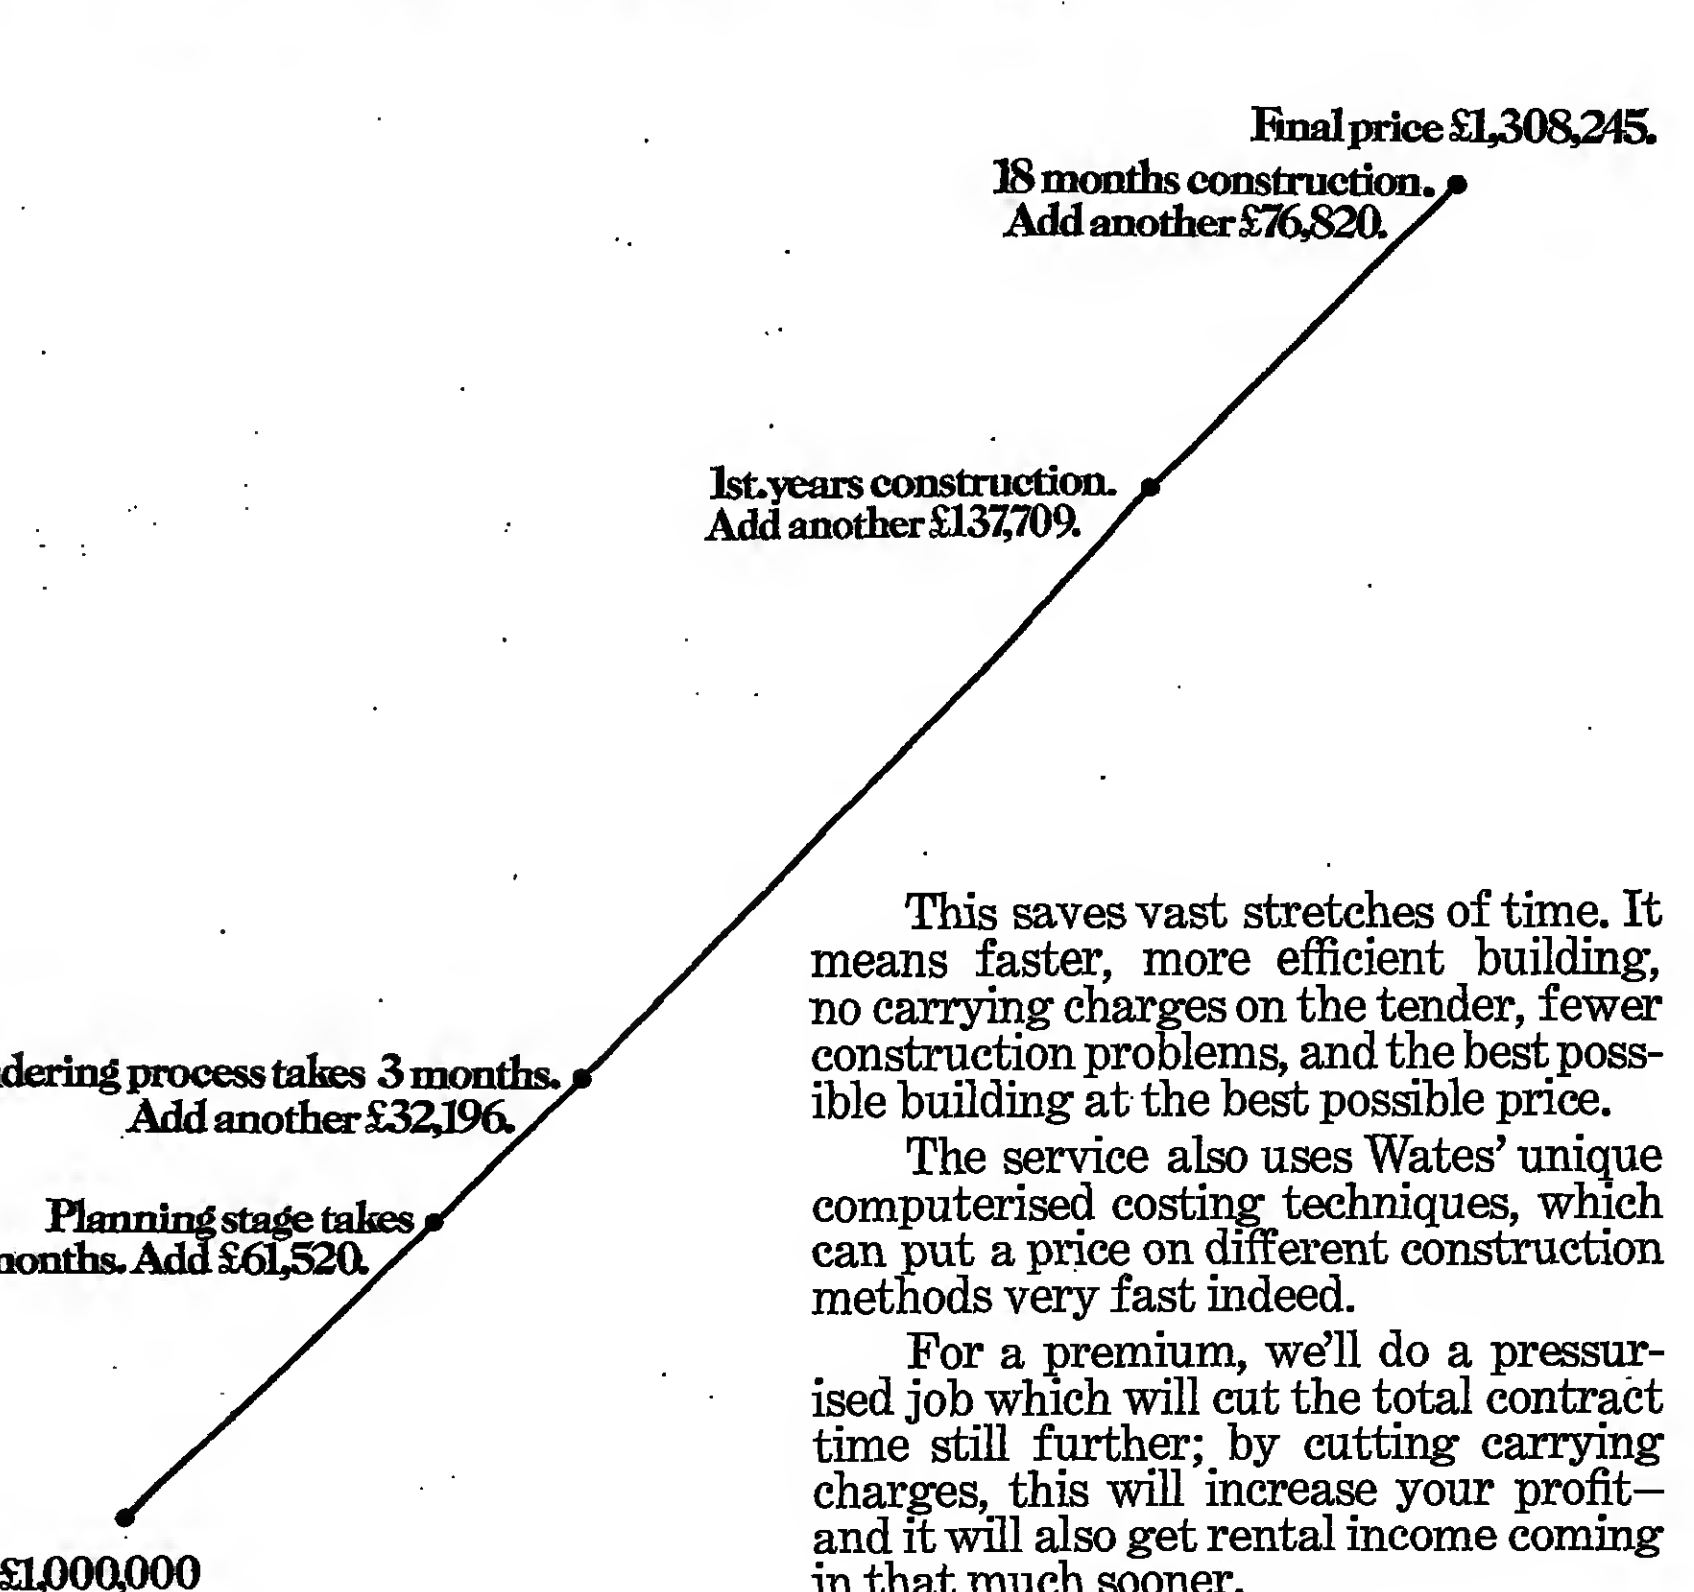 Final price £1,308,245.
18 months construction.
Add another £76,820.
1st. years construction.
Add another £137,709.
dering process takes 3 months.
Add another £32,196.
Planning stage takes
months. Add £61,520.
£1,000,000
This saves vast stretches of time. It
means faster, more efficient building,
no carrying charges on the tender, fewer
construction problems, and the best poss-
ible building at the best possible price.
The service also uses Wates’ unique
computerised costing techniques, which
can put a price on different construction
methods very fast indeed.
For a premium, we’ll do a pressur-
ised job which will cut the total contract
time still further; by cutting carrying
charges, this will increase your profit—
and it will also get rental income coming
in that much sooner.